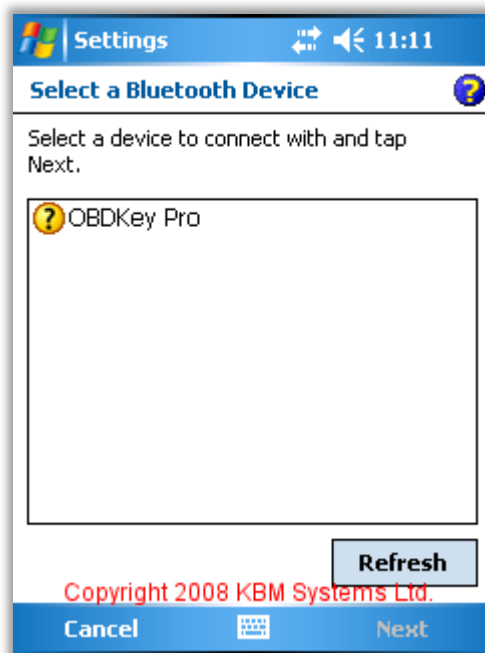 Settings 11:11
Select a Bluetooth Device
Select a device to connect with and tap
Next.
OBDKey Pro
Refresh
Copyright 2008 KBM Systems Ltd.
Cancel Next